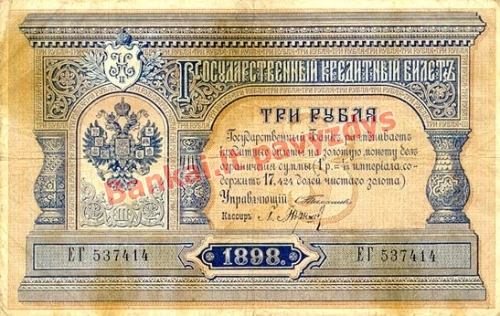 Государственный Кредитный Билетъ
ТРИ РУБЛЯ
Государственный Банкъ размѣниваетъ
кредитные билеты на золотую монету безъ
ограниченія суммы (1 р. = 1/15 имперіала, со-
держитъ 17,424 долей чистаго золота)
Управляющій
Кассиръ
ЕГ 537414
1898.
ЕГ 537414
Bankai.lt pavyzdis